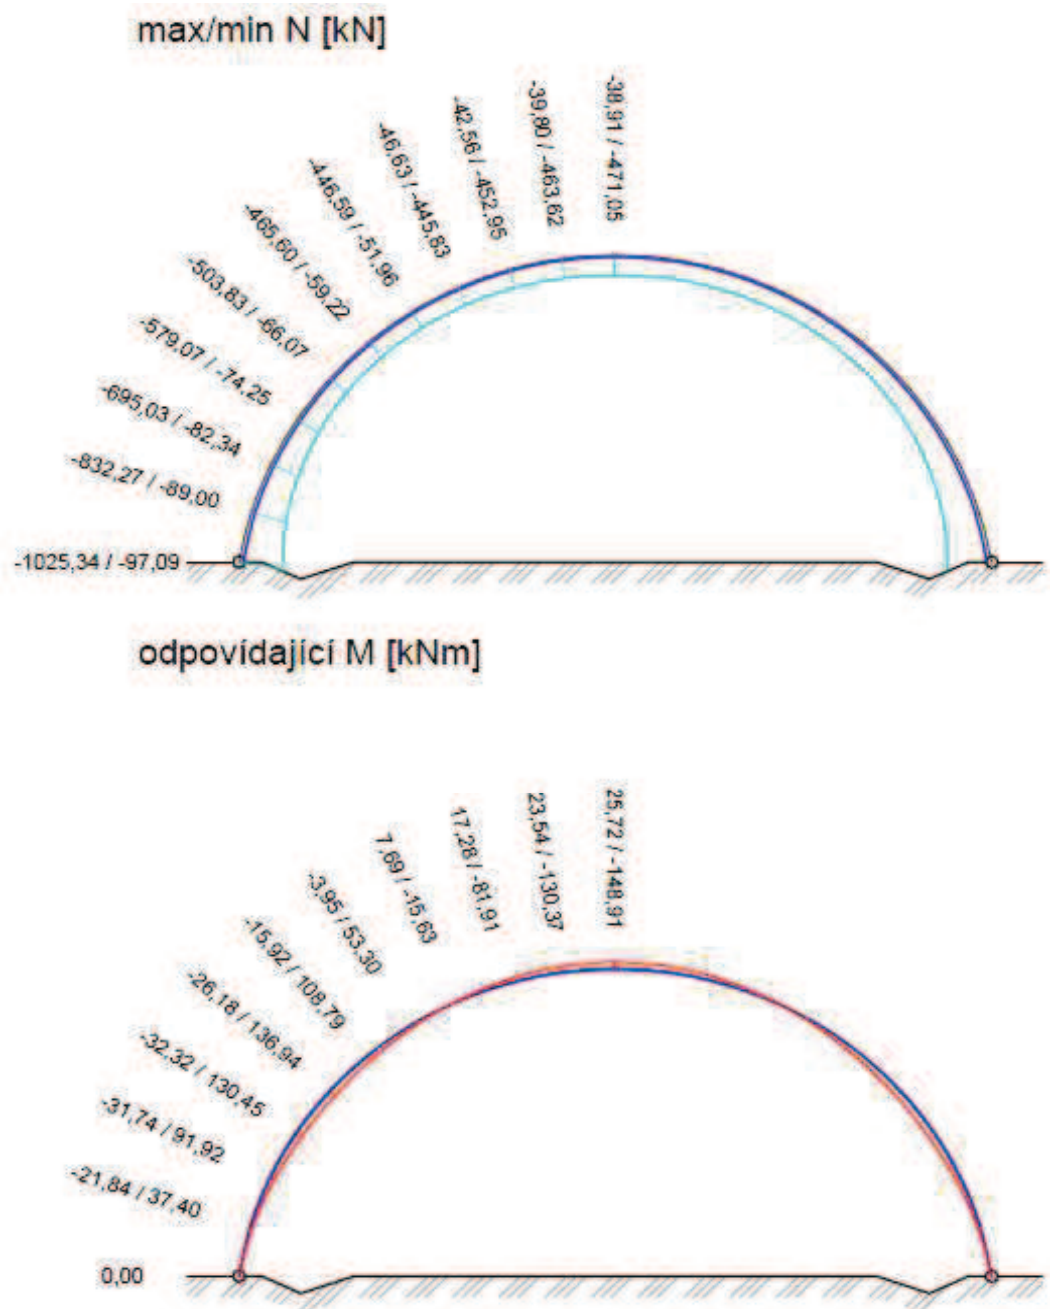 max/min N [kN]
-1025,34 / -97,09
-832,27 / -89,00
-695,03 / -82,34
-579,07 / -74,25
-503,83 / -66,07
-465,60 / -59,22
-446,59 / -51,96
-46,63 / -445,83
-42,56 / -452,95
-39,80 / -463,62
-38,91 / -471,05
odpovídající M [kNm]
0,00
-21,84 / 37,40
-31,74 / 91,92
-32,32 / 130,45
-26,18 / 136,94
-15,92 / 108,79
-3,95 / 53,30
7,69 / -15,63
17,28 / -81,91
23,54 / -130,37
25,72 / -148,91